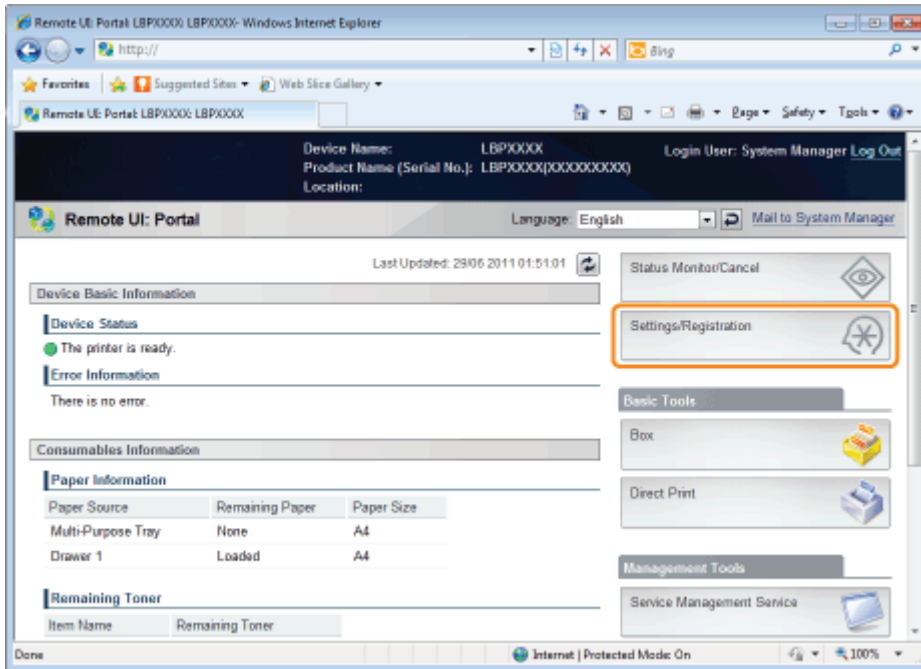 Remote UI: Portal: LBPXXXX: LBPXXXX- Windows Internet Explorer
http://
Bing
Favorites Suggested Sites Web Slice Gallery
Remote UI: Portal: LBPXXXX: LBPXXXX
Page Safety Tools
Device Name: LBPXXXX
Login User: System Manager Log Out
Product Name (Serial No.): LBPXXXX(XXXXXXXXX)
Location:
Remote UI: Portal
Language: English
Mail to System Manager
Last Updated: 29/06 2011 01:51:01
Status Monitor/Cancel
Device Basic Information
Device Status
Settings/Registration
The printer is ready.
Error Information
There is no error.
Basic Tools
Box
Consumables Information
Paper Information
Direct Print
Paper Source Remaining Paper Paper Size
Multi-Purpose Tray None A4
Drawer 1 Loaded A4
Management Tools
Remaining Toner
Service Management Service
Item Name Remaining Toner
Done
Internet | Protected Mode: On
100%